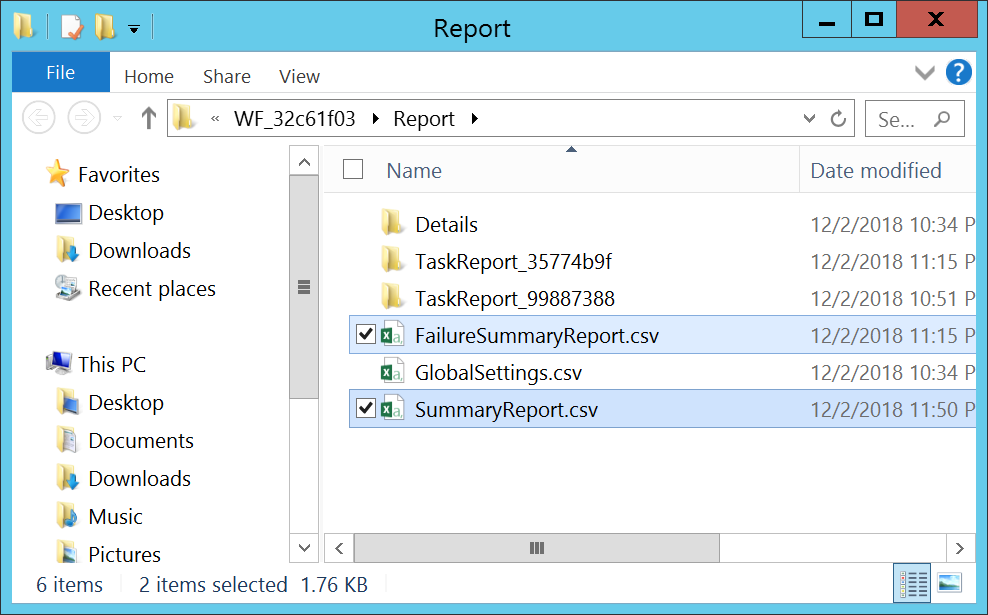 Report
File Home Share View
« WF_32c61f03 Report Se...
Name Date modified
Favorites
Desktop
Downloads
Recent places
This PC
Desktop
Documents
Downloads
Music
Pictures
Details 12/2/2018 10:34 P
TaskReport_35774b9f 12/2/2018 11:15 P
TaskReport_99887388 12/2/2018 10:51 P
FailureSummaryReport.csv 12/2/2018 11:15 P
GlobalSettings.csv 12/2/2018 10:34 P
SummaryReport.csv 12/2/2018 11:50 P
6 items 2 items selected 1.76 KB